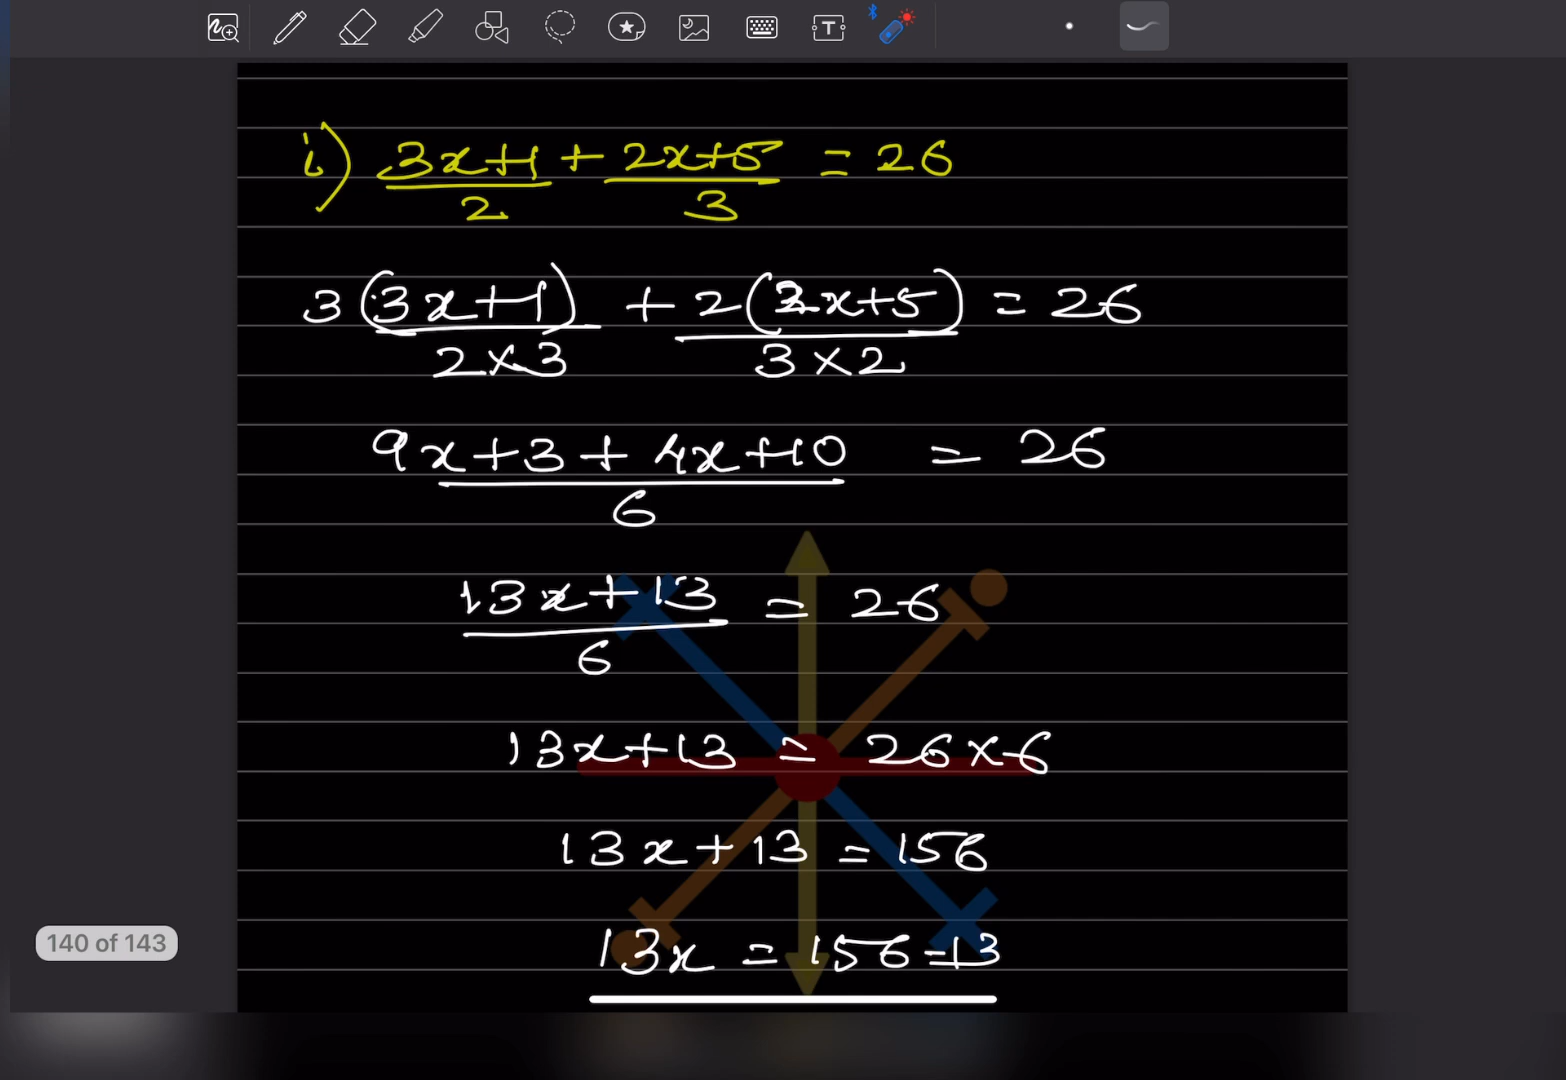 i) 3x+1/2 + 2x+5/3 = 26
3(3x+1)/2×3 + 2(2x+5)/3×2 = 26
9x+3+4x+10/6 = 26
13x+13/6 = 26
13x+13 = 26×6
13x+13 = 156
140 of 143
13x = 156-13